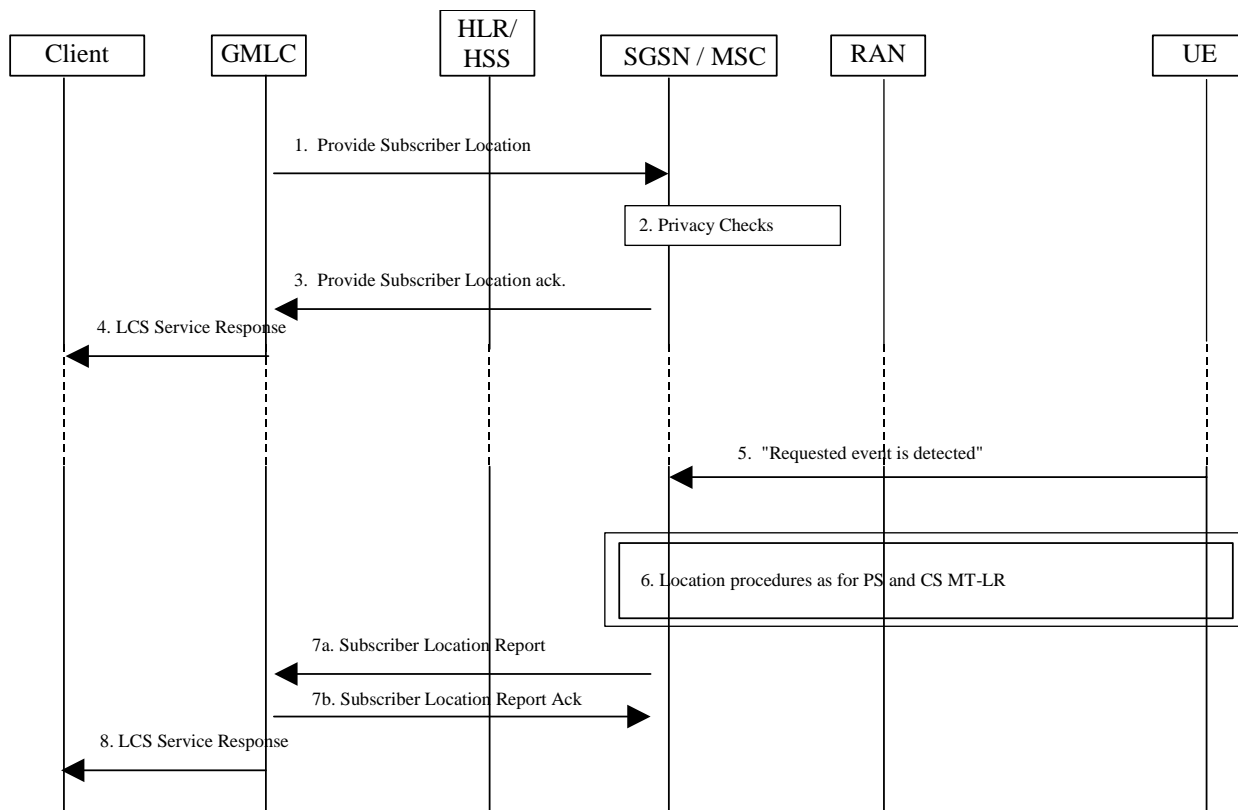 Client
GMLC
HLR/
HSS
SGSN / MSC
RAN
UE
1. Provide Subscriber Location
2. Privacy Checks
3. Provide Subscriber Location ack.
4. LCS Service Response
5. "Requested event is detected"
6. Location procedures as for PS and CS MT-LR
7a. Subscriber Location Report
7b. Subscriber Location Report Ack
8. LCS Service Response